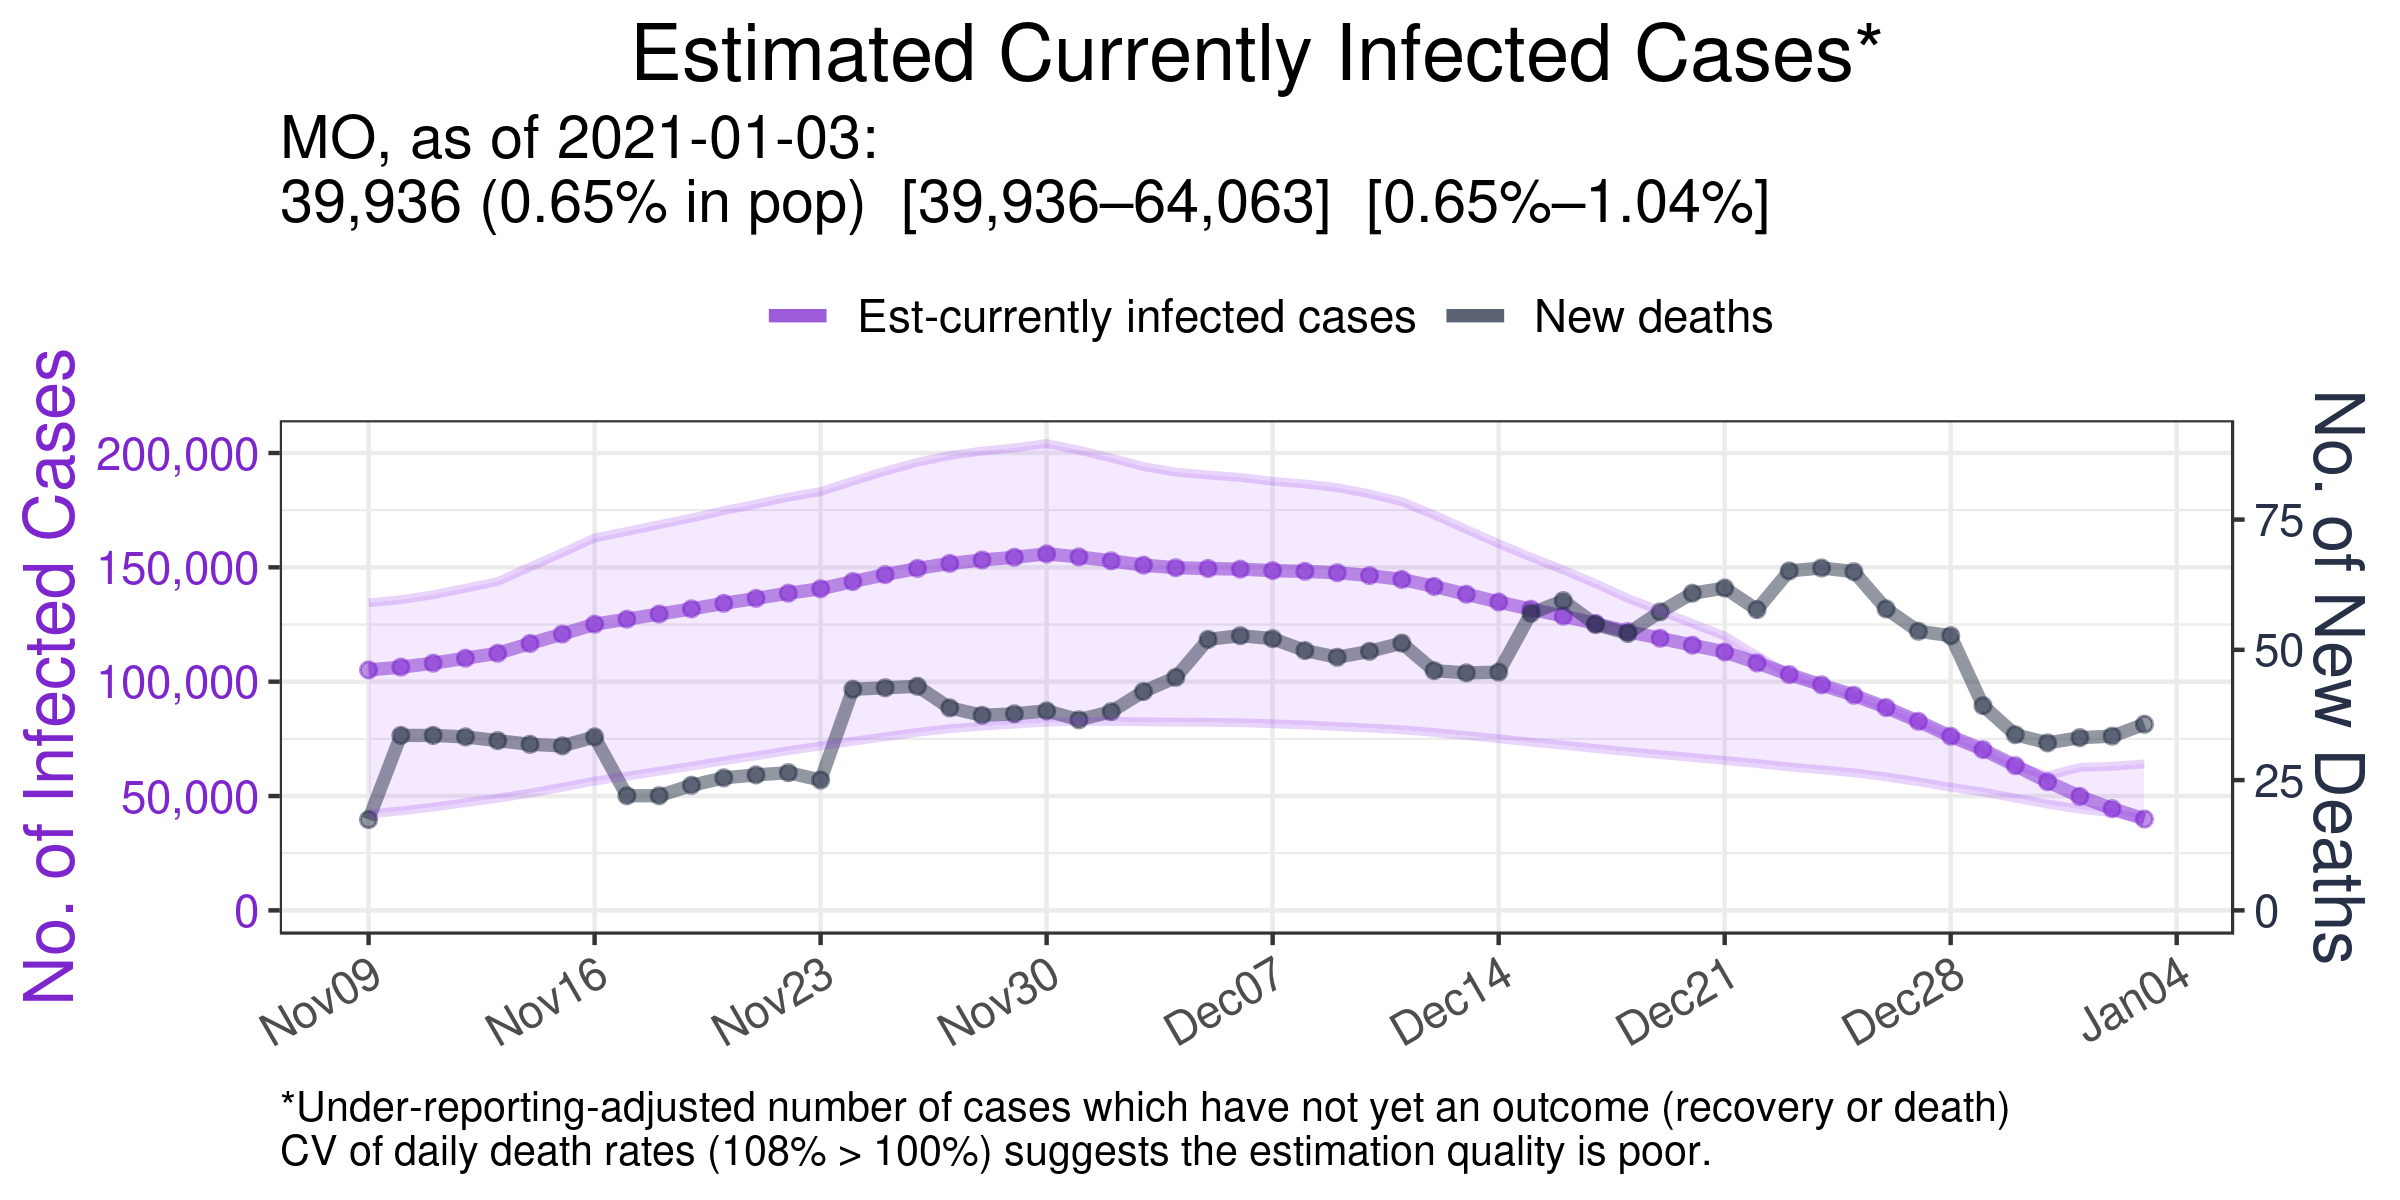 Estimated Currently Infected Cases*
MO, as of 2021-01-03:
39,936 (0.65% in pop)  [39,936–64,063]  [0.65%–1.04%]
Est-currently infected cases
New deaths
No. of Infected Cases
200,000
150,000
100,000
50,000
0
No. of New Deaths
75
50
25
0
Nov09
Nov16
Nov23
Nov30
Dec07
Dec14
Dec21
Dec28
Jan04
*Under-reporting-adjusted number of cases which have not yet an outcome (recovery or death)
CV of daily death rates (108% > 100%) suggests the estimation quality is poor.